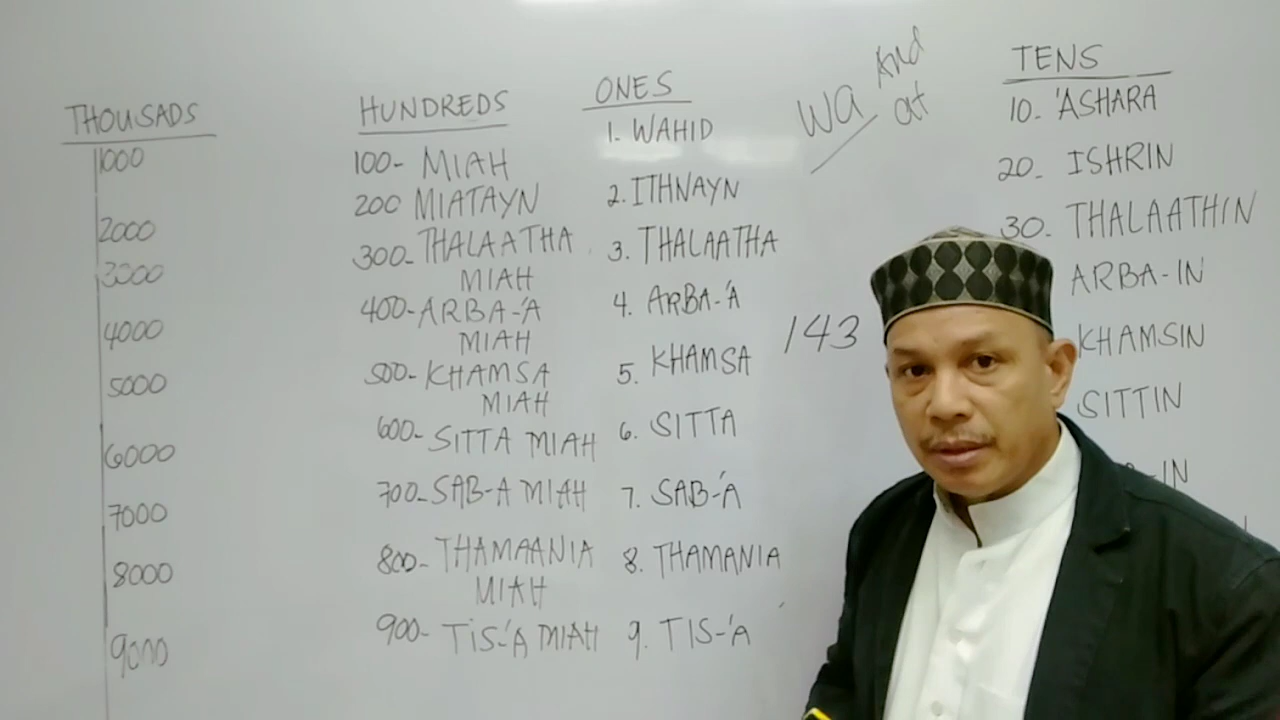 THOUSADS
1000
2000
3000
4000
5000
6000
7000
8000
9000
HUNDREDS
100- MIAH
200 MIATAYN
300- THALAATHA
MIAH
400- ARBA-'A
MIAH
500- KHAMSA
MIAH
600- SITTA MIAH
700- SAB-A MIAH
800- THAMAANIA
MIAH
900- TIS-'A MIAH
ONES
1. WAHID
2. ITHNAYN
3. THALAATHA
4. ARBA-'A
5. KHAMSA
6. SITTA
7. SAB-'A
8. THAMANIA
9. TIS-'A
WA And
at
143
TENS
10. 'ASHARA
20- ISHRIN
30- THALAATHIN
ARBA-IN
KHAMSIN
SITTIN
-IN